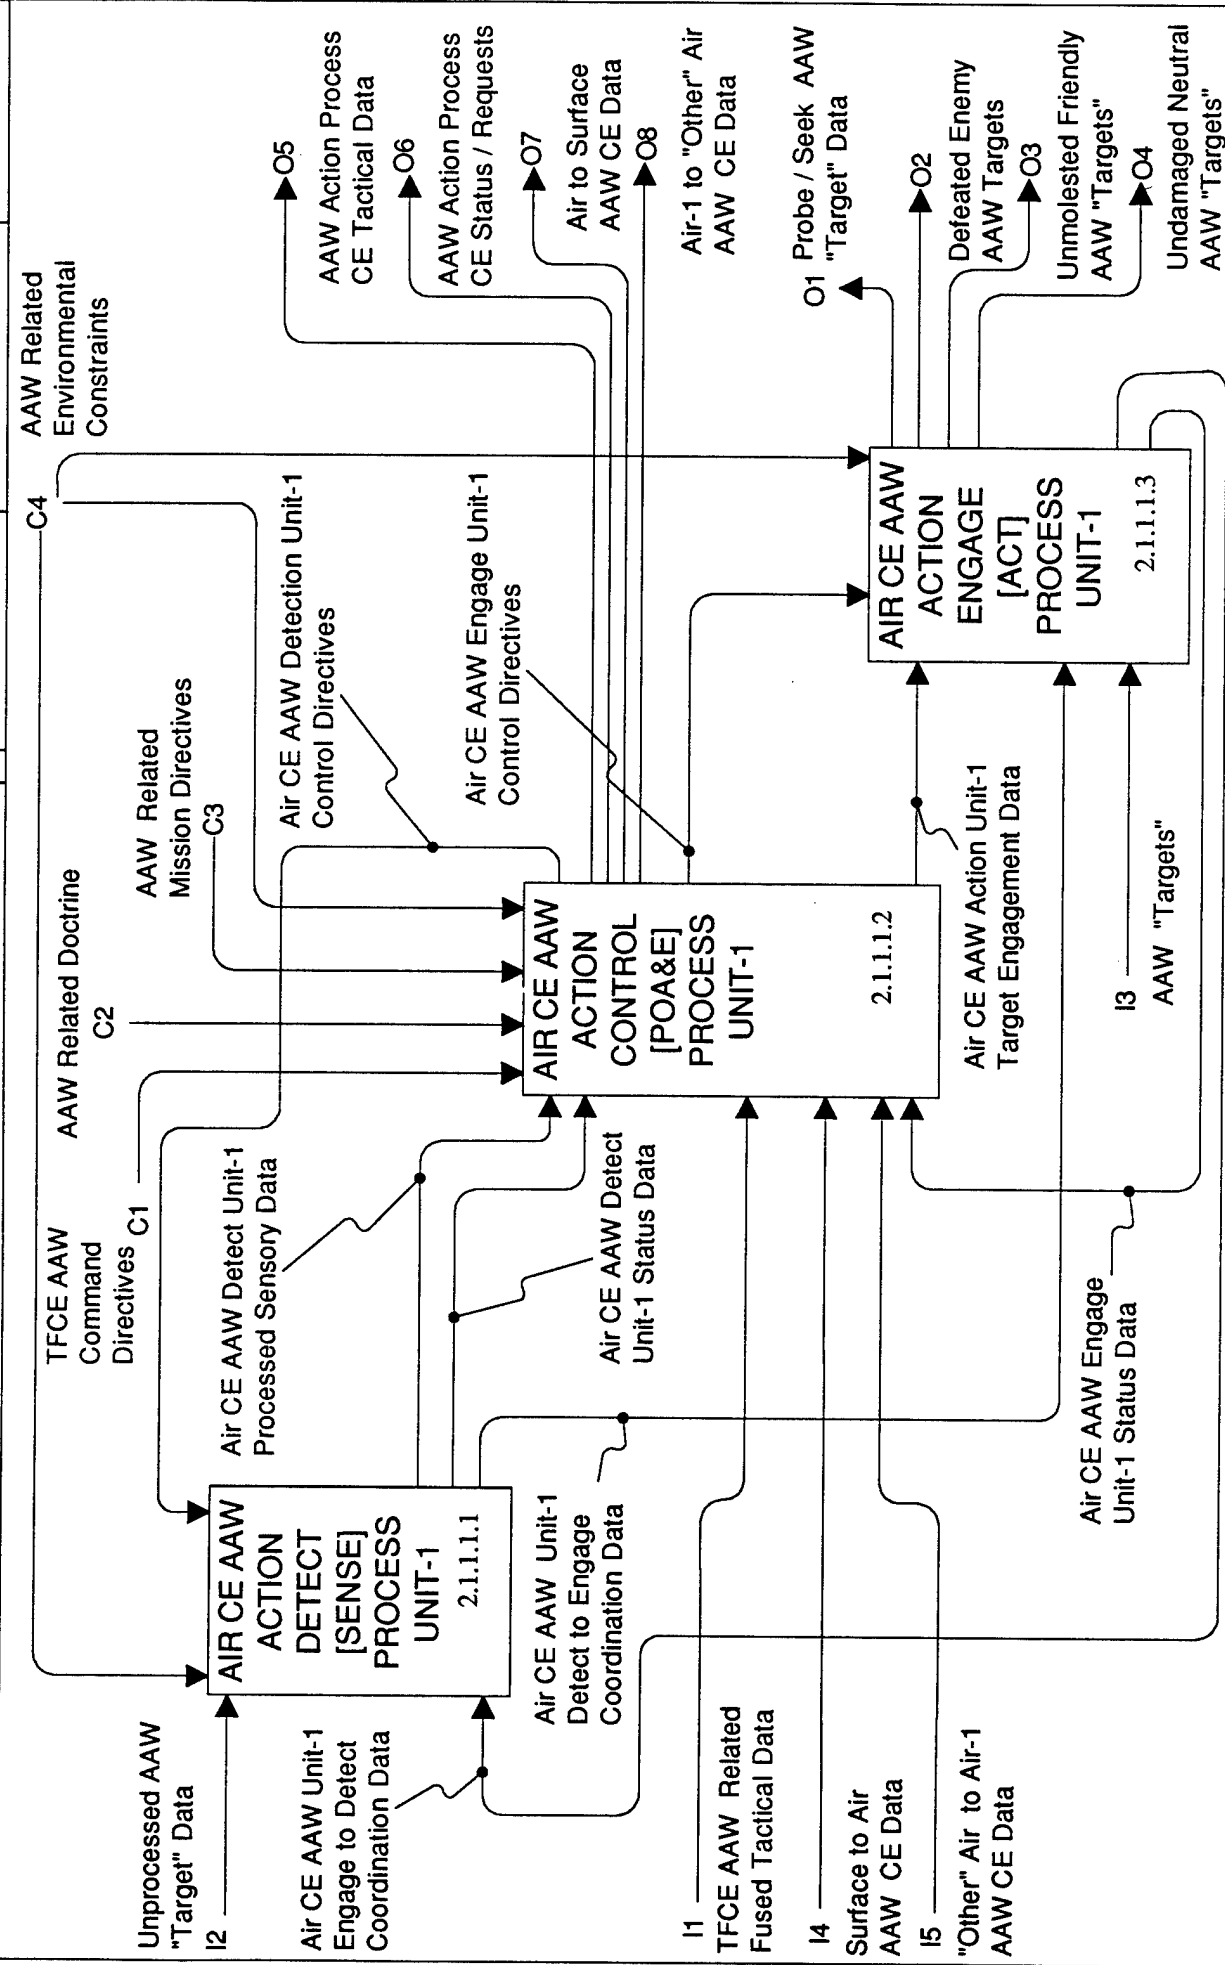 C4
AAW Related
Environmental
Constraints
AAW Related
Mission Directives
C3
AAW Related Doctrine
C2
TFCE AAW
Command
Directives
C1
Unprocessed AAW
"Target" Data
I2
AIR CE AAW
ACTION
DETECT
[SENSE]
PROCESS
UNIT-1
2.1.1.1.1
Air CE AAW Unit-1
Engage to Detect
Coordination Data
Air CE AAW Detect Unit-1
Processed Sensory Data
Air CE AAW Detection Unit-1
Control Directives
Air CE AAW Engage Unit-1
Control Directives
Air CE AAW Detect
Unit-1 Status Data
Air CE AAW Unit-1
Detect to Engage
Coordination Data
AIR CE AAW
ACTION
CONTROL
[POA&E]
PROCESS
UNIT-1
2.1.1.1.2
I1
TFCE AAW Related
Fused Tactical Data
I4
Surface to Air
AAW CE Data
I5
"Other" Air to Air-1
AAW CE Data
Air CE AAW Engage
Unit-1 Status Data
Air CE AAW Action Unit-1
Target Engagement Data
I3
AAW "Targets"
AIR CE AAW
ACTION
ENGAGE
[ACT]
PROCESS
UNIT-1
2.1.1.1.3
O5
AAW Action Process
CE Tactical Data
O6
AAW Action Process
CE Status / Requests
O7
Air to Surface
AAW CE Data
O8
Air-1 to "Other" Air
AAW CE Data
O1
Probe / Seek AAW
"Target" Data
O2
Defeated Enemy
AAW Targets
O3
Unmolested Friendly
AAW "Targets"
O4
Undamaged Neutral
AAW "Targets"